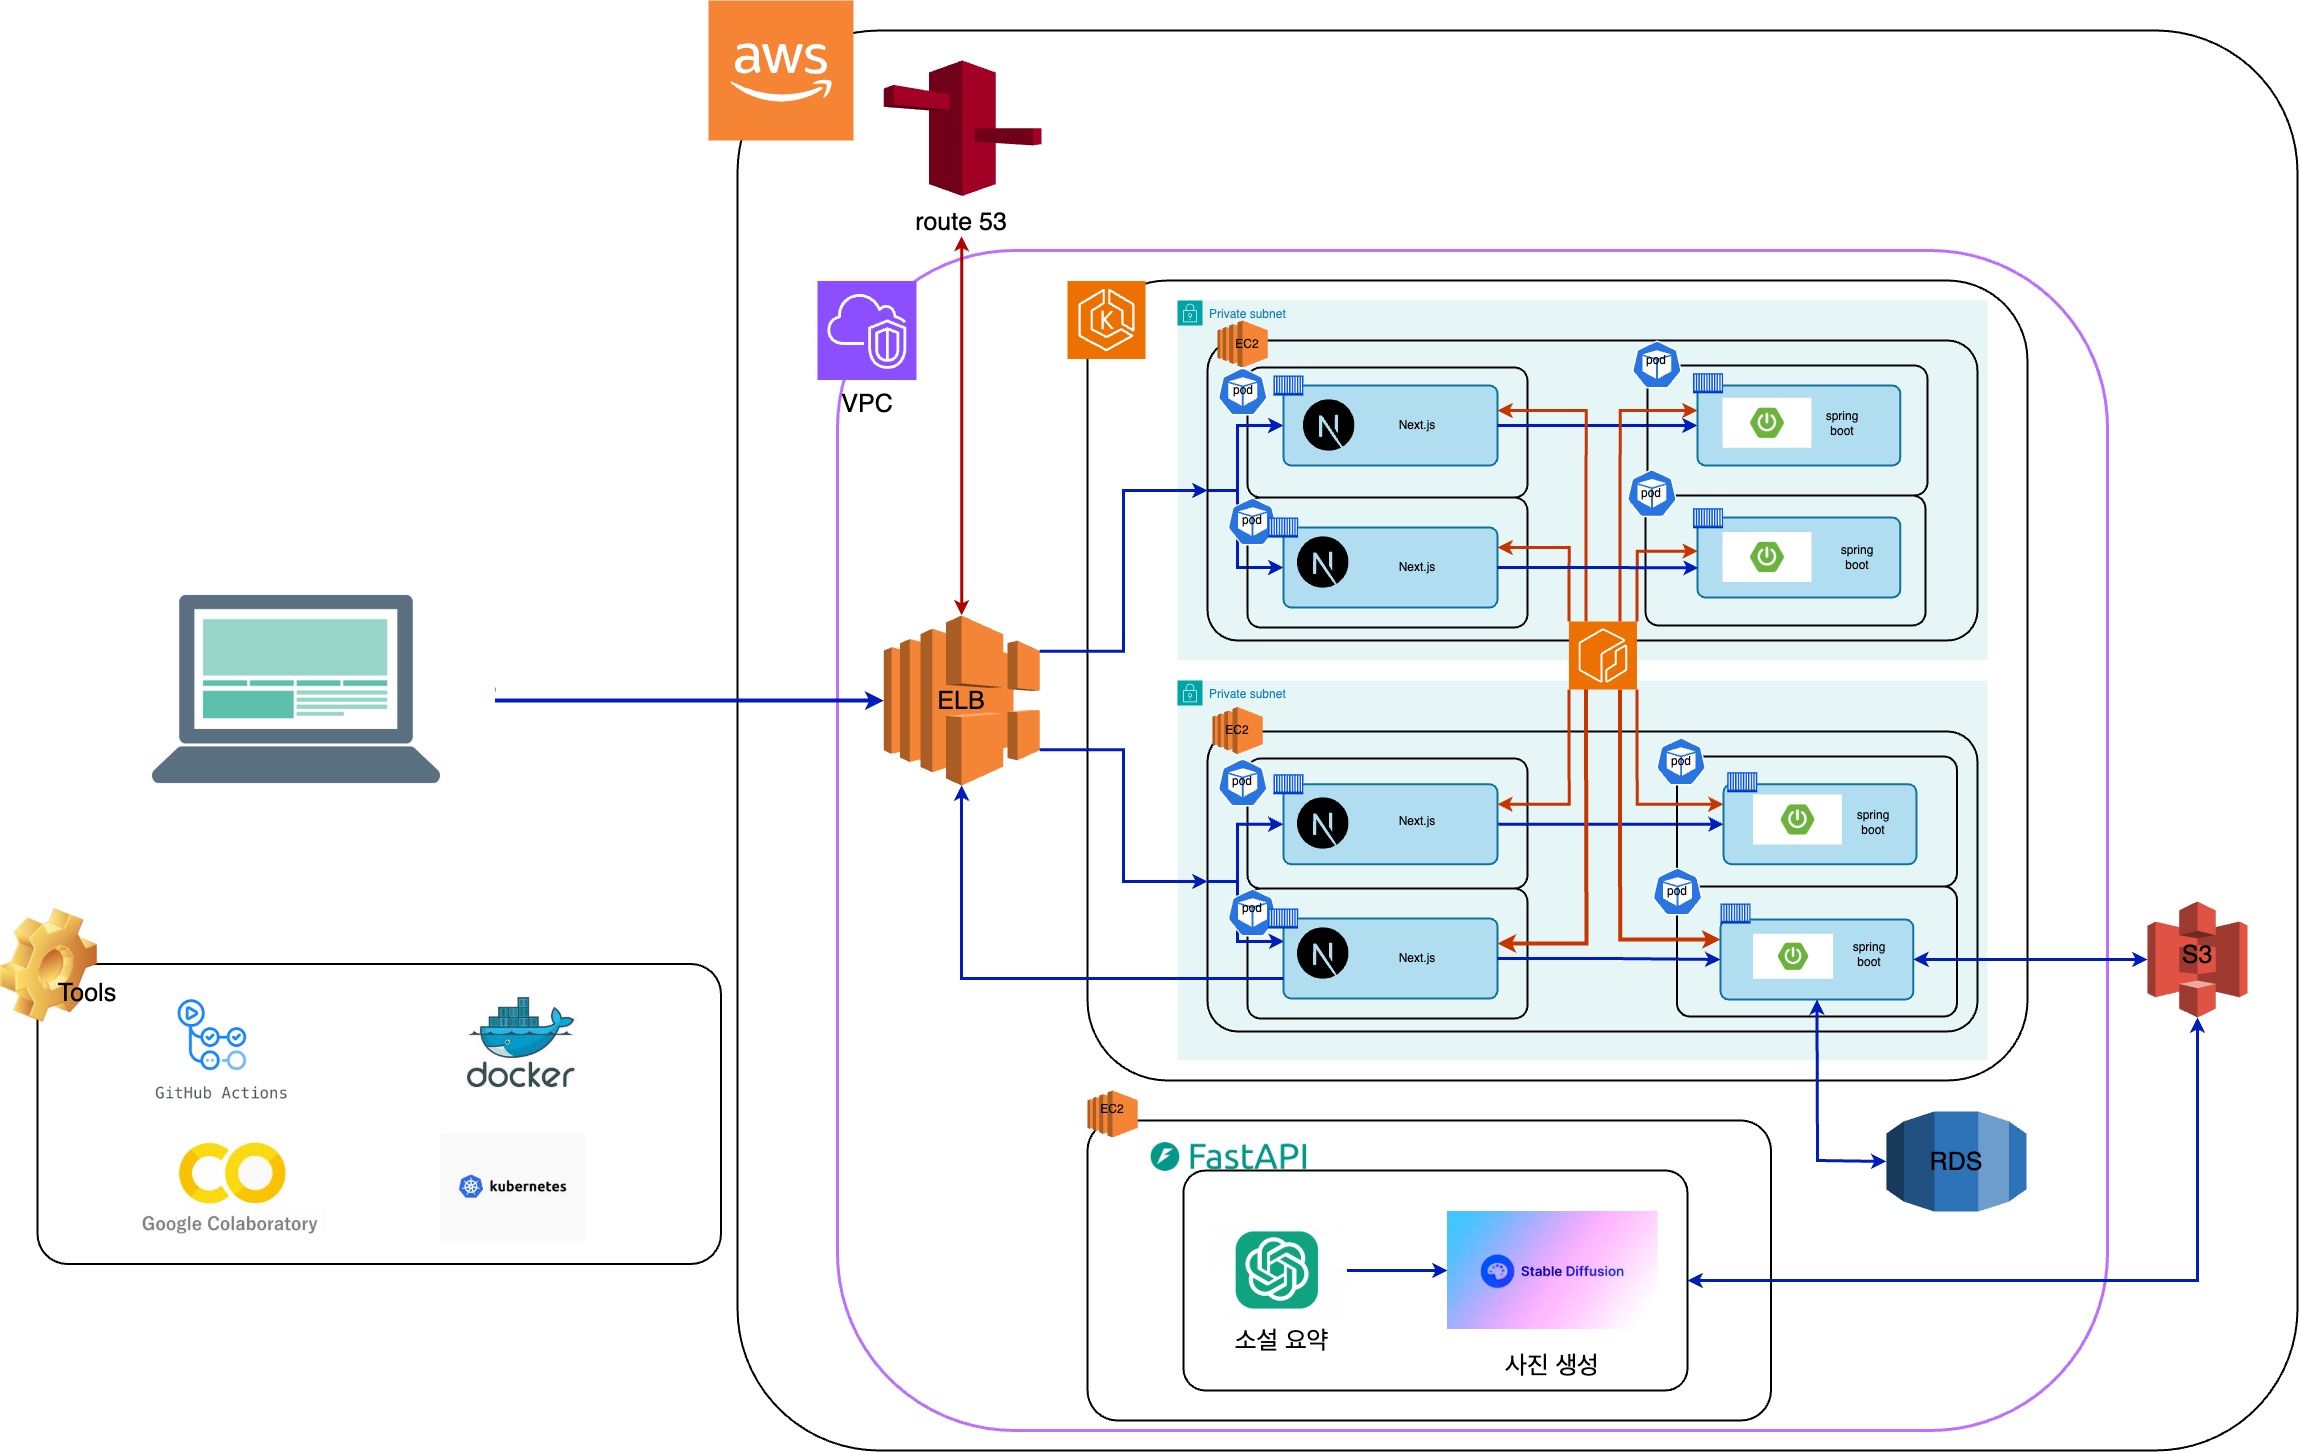 aws
route 53
VPC
K
Private subnet
EC2
pod
Next.js
pod
spring
boot
pod
Next.js
pod
spring
boot
ELB
Private subnet
EC2
pod
Next.js
pod
spring
boot
pod
Next.js
pod
spring
boot
S3
Tools
GitHub Actions
docker
Google Colaboratory
kubernetes
EC2
FastAPI
RDS
Stable Diffusion
소설 요약
사진 생성